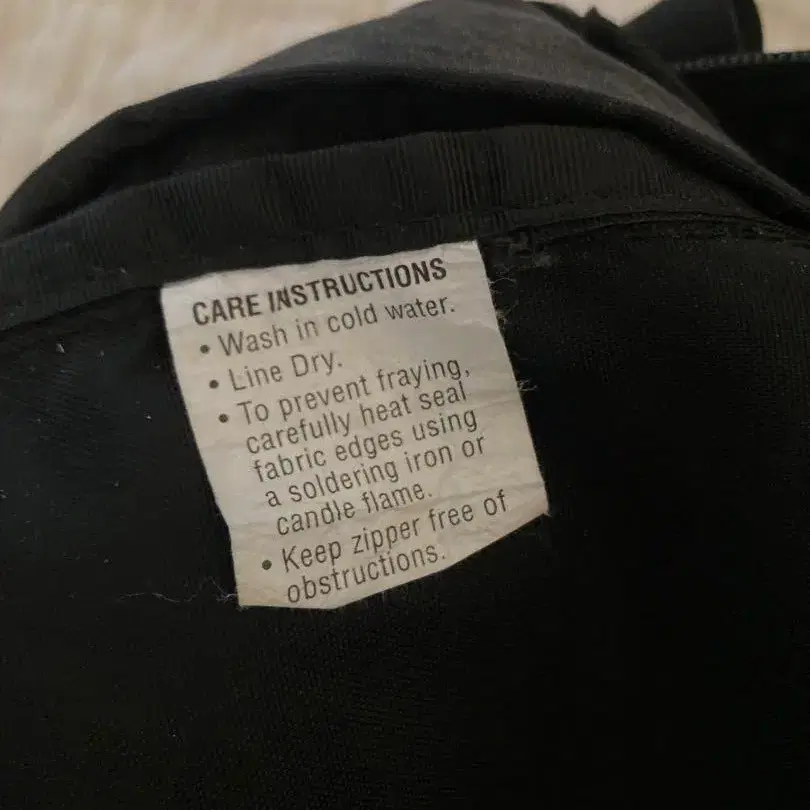 CARE INSTRUCTIONS
• Wash in cold water.
• Line Dry.
• To prevent fraying,
carefully heat seal
fabric edges using
a soldering iron or
candle flame.
• Keep zipper free of
obstructions.